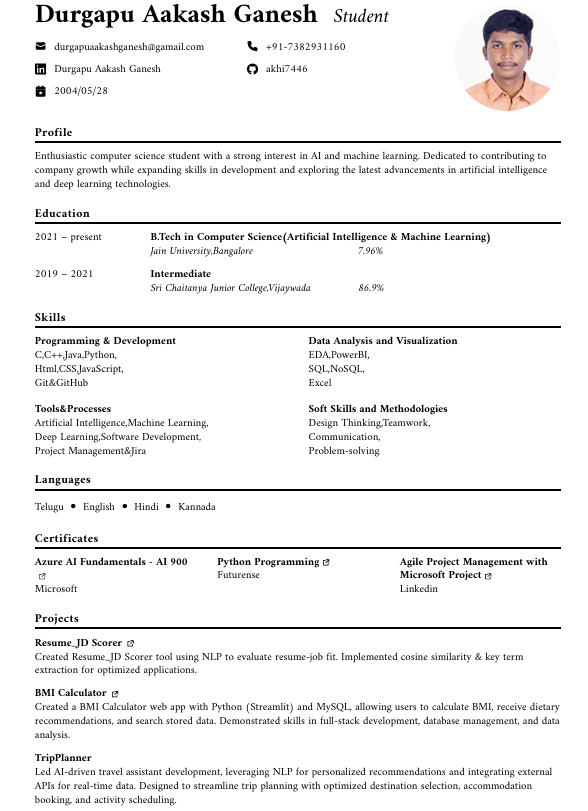 Durgapu Aakash Ganesh Student
durgapuaakashganesh@gamail.com +91-7382931160
Durgapu Aakash Ganesh akhi7446
2004/05/28
Profile
Enthusiastic computer science student with a strong interest in AI and machine learning. Dedicated to contributing to
company growth while expanding skills in development and exploring the latest advancements in artificial intelligence
and deep learning technologies.
Education
2021 – present B.Tech in Computer Science(Artificial Intelligence & Machine Learning)
Jain University,Bangalore 7.96%
2019 – 2021 Intermediate
Sri Chaitanya Junior College,Vijaywada 86.9%
Skills
Programming & Development
C,C++,Java,Python,
Html,CSS,JavaScript,
Git&GitHub
Data Analysis and Visualization
EDA,PowerBI,
SQL,NoSQL,
Excel
Tools&Processes
Artificial Intelligence,Machine Learning,
Deep Learning,Software Development,
Project Management&Jira
Soft Skills and Methodologies
Design Thinking,Teamwork,
Communication,
Problem-solving
Languages
Telugu • English • Hindi • Kannada
Certificates
Azure AI Fundamentals - AI 900
Microsoft
Python Programming
Futurense
Agile Project Management with
Microsoft Project
Linkedin
Projects
Resume_JD Scorer
Created Resume_JD Scorer tool using NLP to evaluate resume-job fit. Implemented cosine similarity & key term
extraction for optimized applications.
BMI Calculator
Created a BMI Calculator web app with Python (Streamlit) and MySQL, allowing users to calculate BMI, receive dietary
recommendations, and search stored data. Demonstrated skills in full-stack development, database management, and data
analysis.
TripPlanner
Led AI-driven travel assistant development, leveraging NLP for personalized recommendations and integrating external
APIs for real-time data. Designed to streamline trip planning with optimized destination selection, accommodation
booking, and activity scheduling.